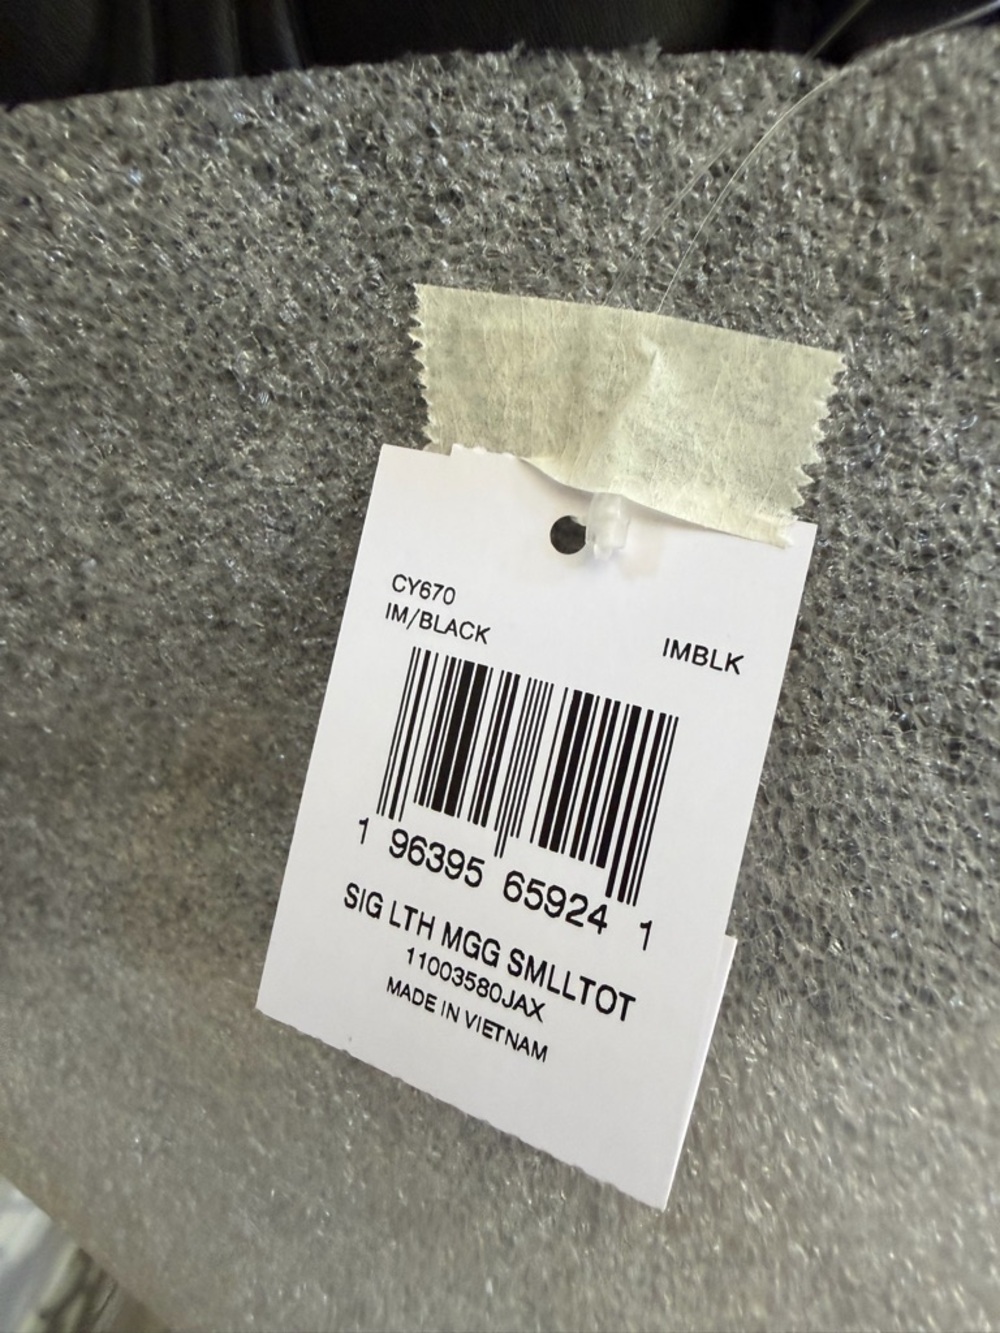 CY670
IM/BLACK
IMBLK
1 96395 65924 1
SIG LTH MGG SMLLTOT
11003580JAX
MADE IN VIETNAM